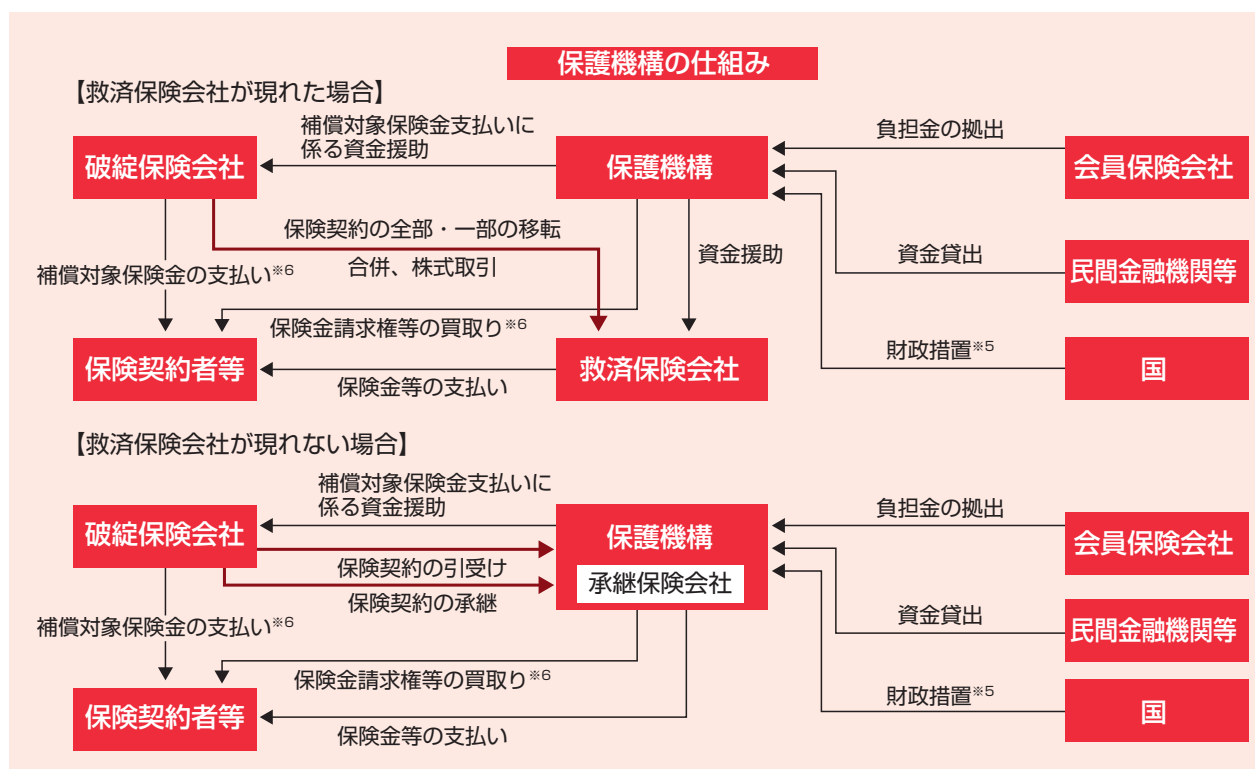 保護機構の仕組み
【救済保険会社が現れた場合】
補償対象保険金支払いに
係る資金援助
負担金の拠出
破綻保険会社
保護機構
会員保険会社
保険契約の全部・一部の移転
合併、株式取引
資金援助
資金貸出
民間金融機関等
補償対象保険金の支払い※6
保険金請求権等の買取り※6
財政措置※5
保険契約者等
救済保険会社
国
保険金等の支払い
【救済保険会社が現れない場合】
補償対象保険金支払いに
係る資金援助
負担金の拠出
破綻保険会社
保護機構
会員保険会社
保険契約の引受け
承継保険会社
保険契約の承継
資金貸出
民間金融機関等
補償対象保険金の支払い※6
保険金請求権等の買取り※6
財政措置※5
保険契約者等
国
保険金等の支払い